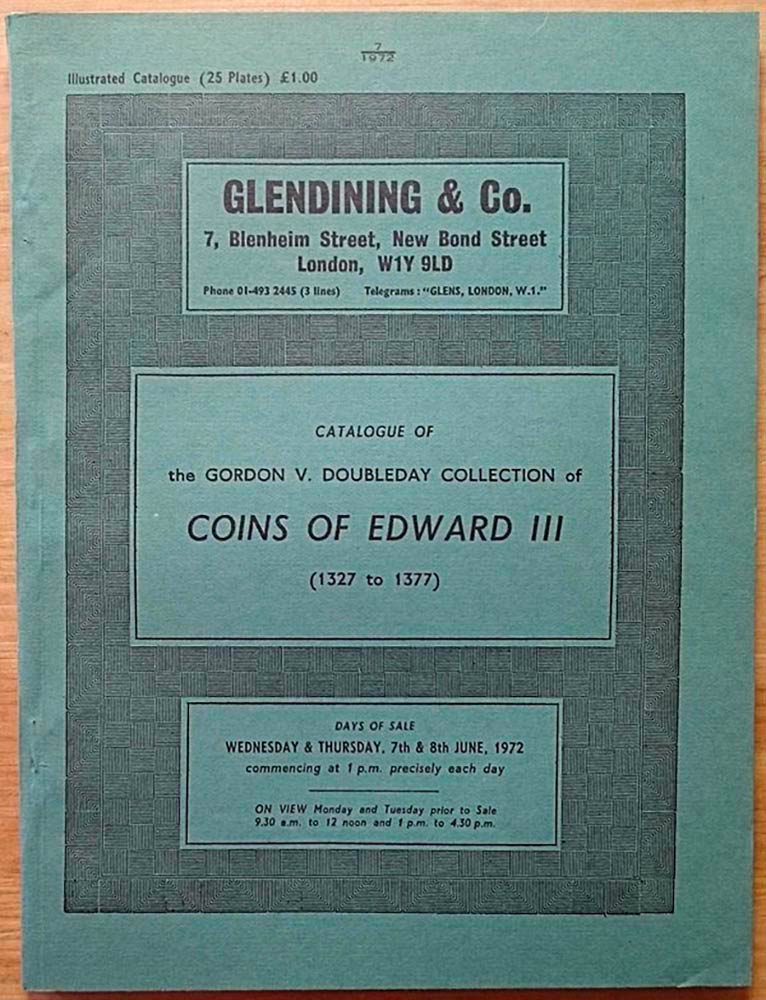 7
1972
Illustrated Catalogue (25 Plates) £1.00
GLENDINING & Co.
7, Blenheim Street, New Bond Street
London, W1Y 9LD
Phone 01-493 2445 (3 lines) Telegrams : "GLENS, LONDON, W.1."
CATALOGUE OF
the GORDON V. DOUBLEDAY COLLECTION of
COINS OF EDWARD III
(1327 to 1377)
DAYS OF SALE
WEDNESDAY & THURSDAY, 7th & 8th JUNE, 1972
commencing at 1 p.m. precisely each day
ON VIEW Monday and Tuesday prior to Sale
9.30 a.m. to 12 noon and 1 p.m. to 4.30 p.m.